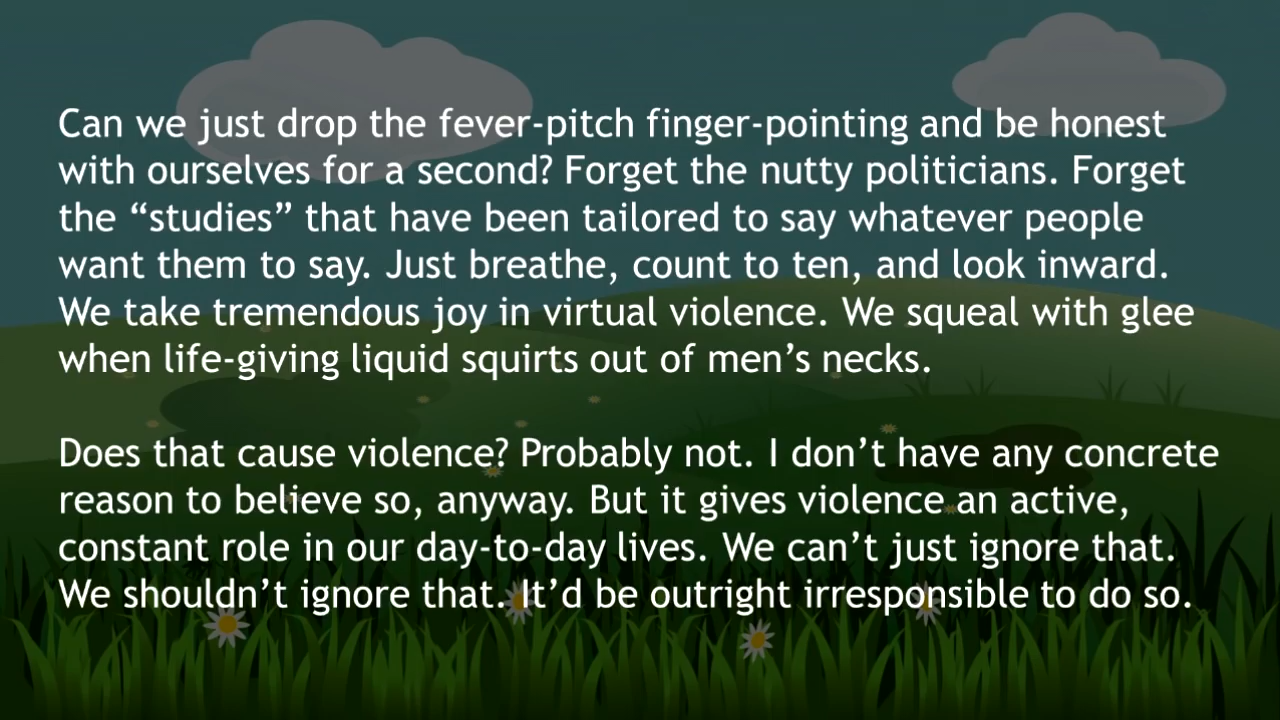 Can we just drop the fever-pitch finger-pointing and be honest
with ourselves for a second? Forget the nutty politicians. Forget
the “studies” that have been tailored to say whatever people
want them to say. Just breathe, count to ten, and look inward.
We take tremendous joy in virtual violence. We squeal with glee
when life-giving liquid squirts out of men’s necks.
Does that cause violence? Probably not. I don’t have any concrete
reason to believe so, anyway. But it gives violence an active,
constant role in our day-to-day lives. We can’t just ignore that.
We shouldn’t ignore that. It’d be outright irresponsible to do so.